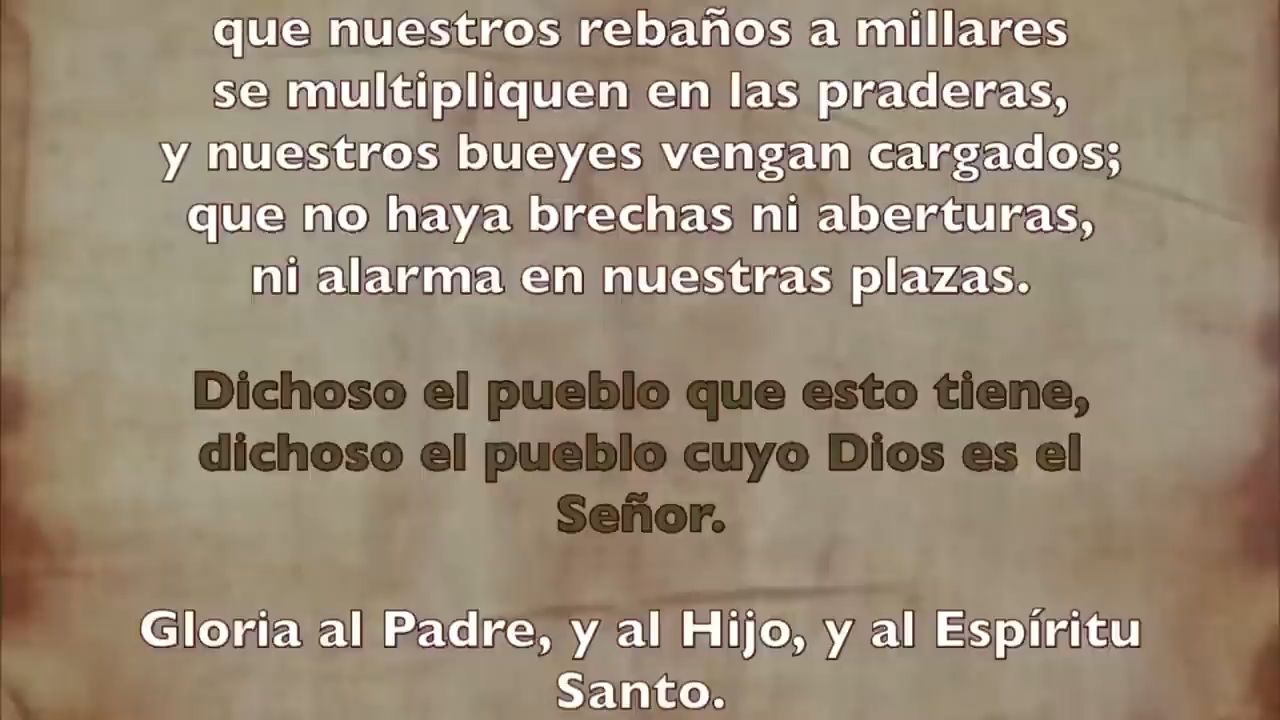 que nuestros rebaños a millares
se multipliquen en las praderas,
y nuestros bueyes vengan cargados;
que no haya brechas ni aberturas,
ni alarma en nuestras plazas.
Dichoso el pueblo que esto tiene,
dichoso el pueblo cuyo Dios es el
Señor.
Gloria al Padre, y al Hijo, y al Espíritu
Santo.